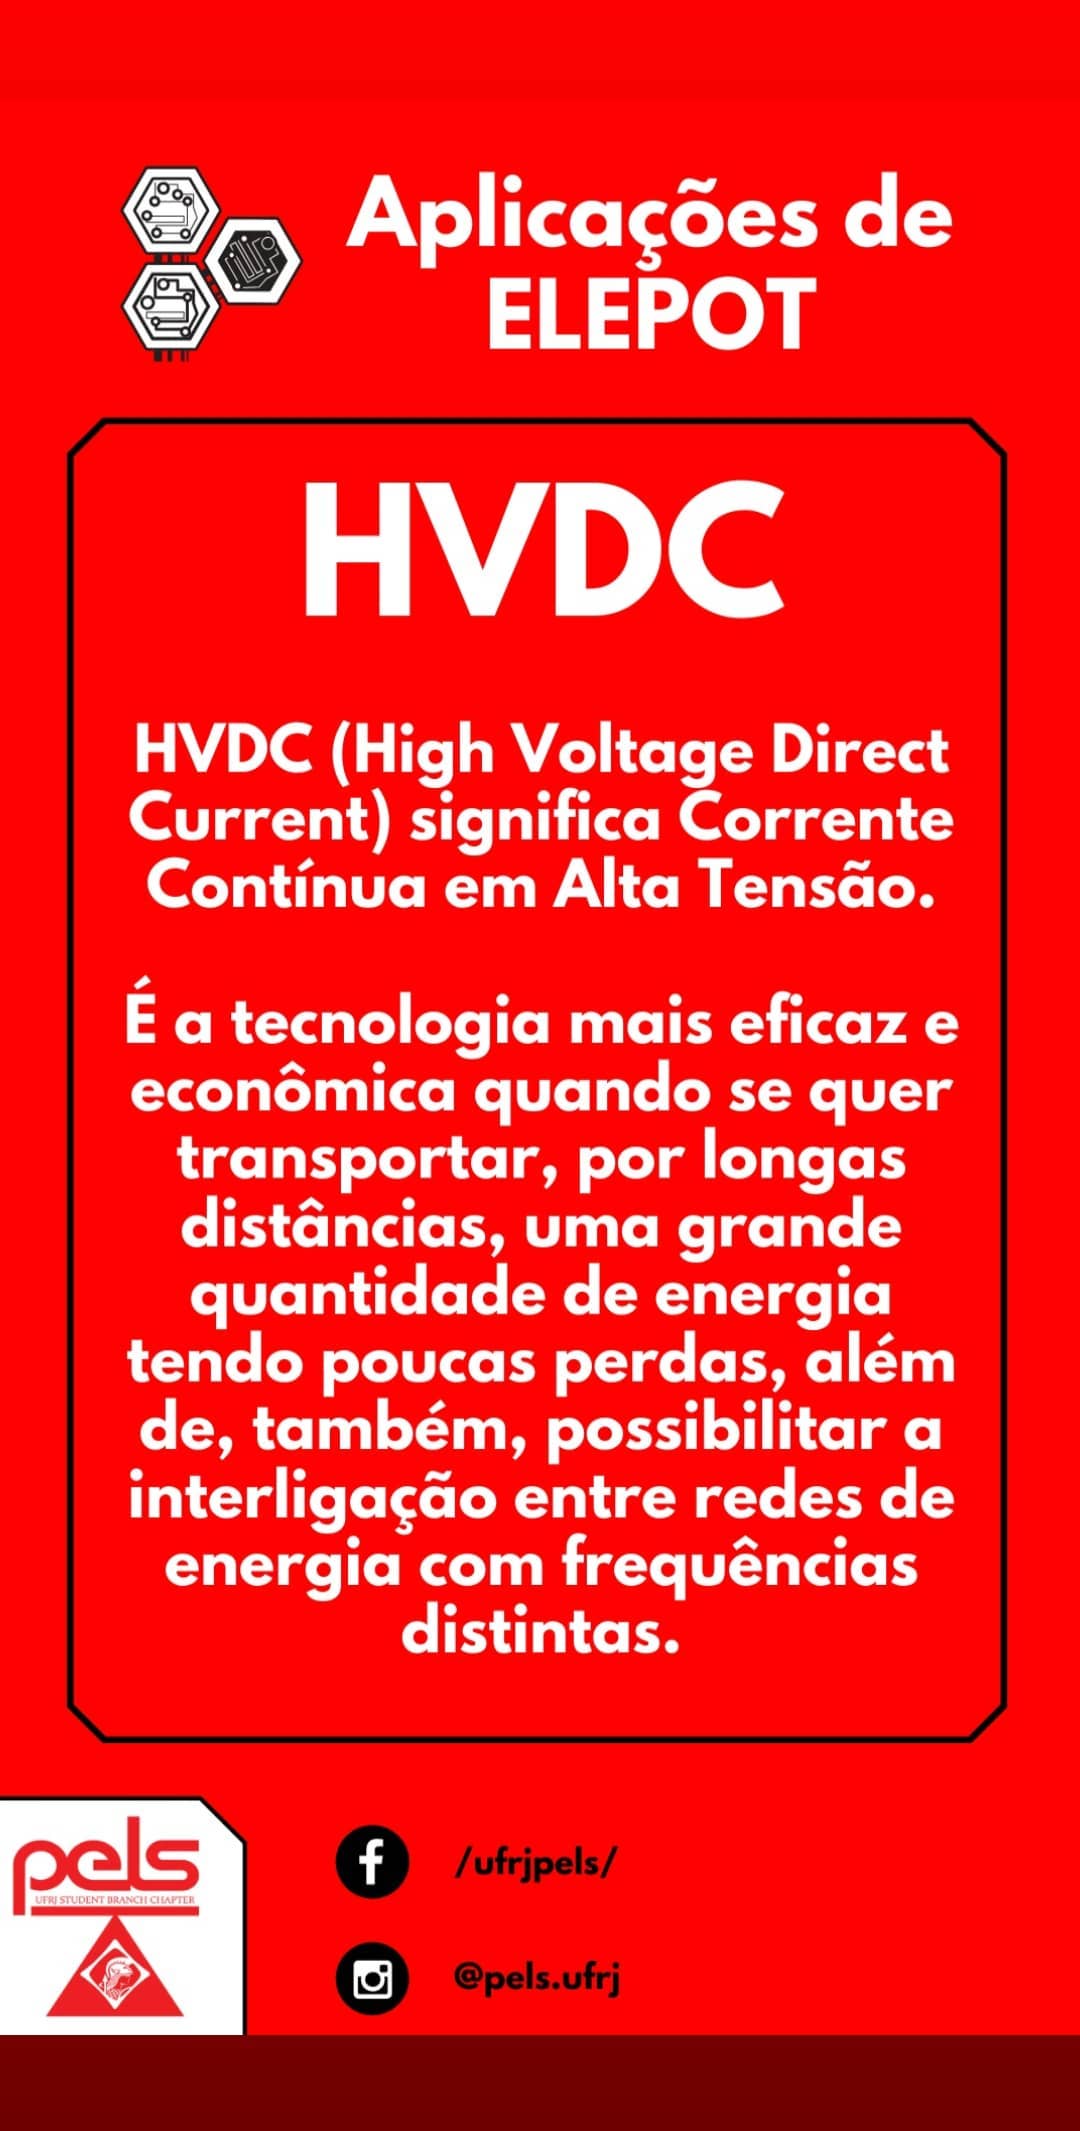 Aplicações de
ELEPOT
HVDC
HVDC (High Voltage Direct
Current) significa Corrente
Contínua em Alta Tensão.
É a tecnologia mais eficaz e
econômica quando se quer
transportar, por longas
distâncias, uma grande
quantidade de energia
tendo poucas perdas, além
de, também, possibilitar a
interligação entre redes de
energia com frequências
distintas.
pels
UFRJ STUDENT BRANCH CHAPTER
/ufrjpels/
@pels.ufrj